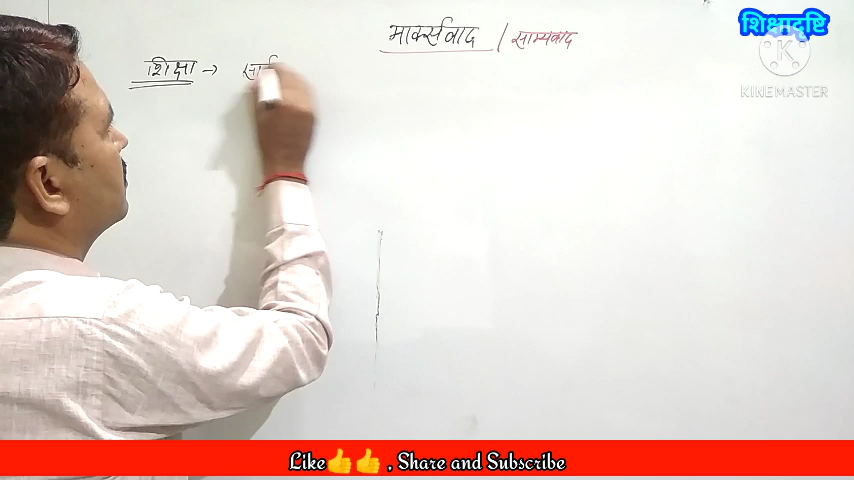 मार्क्सवाद / साम्यवाद
शिक्षादृष्टि
KINEMASTER
शिक्षा →
Like👍👍 , Share and Subscribe